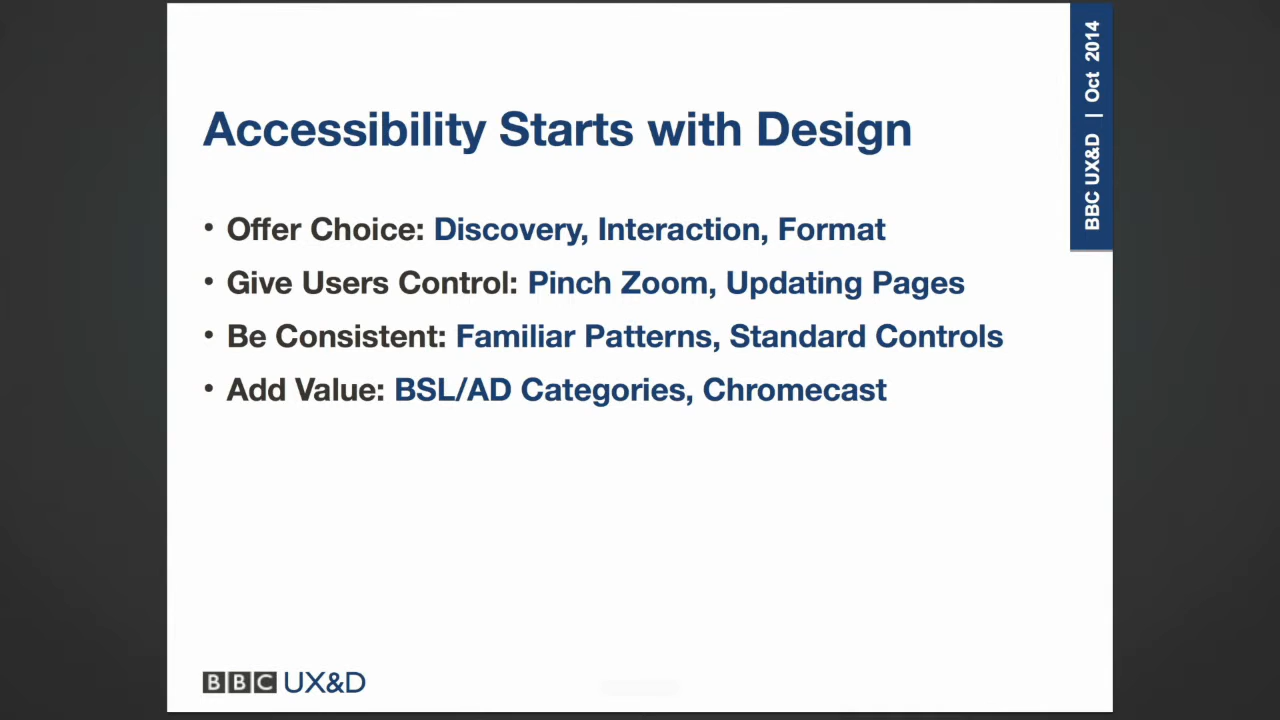 Accessibility Starts with Design
• Offer Choice: Discovery, Interaction, Format
• Give Users Control: Pinch Zoom, Updating Pages
• Be Consistent: Familiar Patterns, Standard Controls
• Add Value: BSL/AD Categories, Chromecast
BBC UX&D | Oct 2014
BBC UX&D